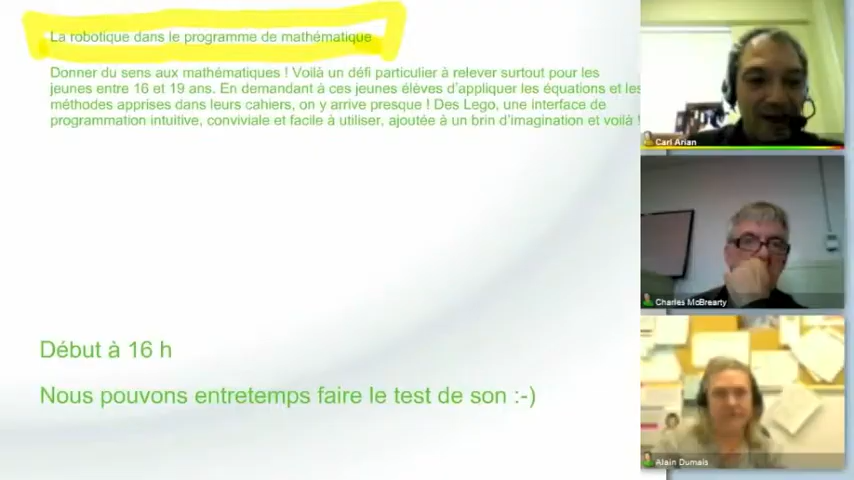 La robotique dans le programme de mathématique
Donner du sens aux mathématiques ! Voilà un défi particulier à relever surtout pour les
jeunes entre 16 et 19 ans. En demandant à ces jeunes élèves d'appliquer les équations et les
méthodes apprises dans leurs cahiers, on y arrive presque ! Des Lego, une interface de
programmation intuitive, conviviale et facile à utiliser, ajoutée à un brin d'imagination et voilà !
Carl Arian
Charles McBrearty
Début à 16 h
Nous pouvons entretemps faire le test de son :-)
Alain Dumais